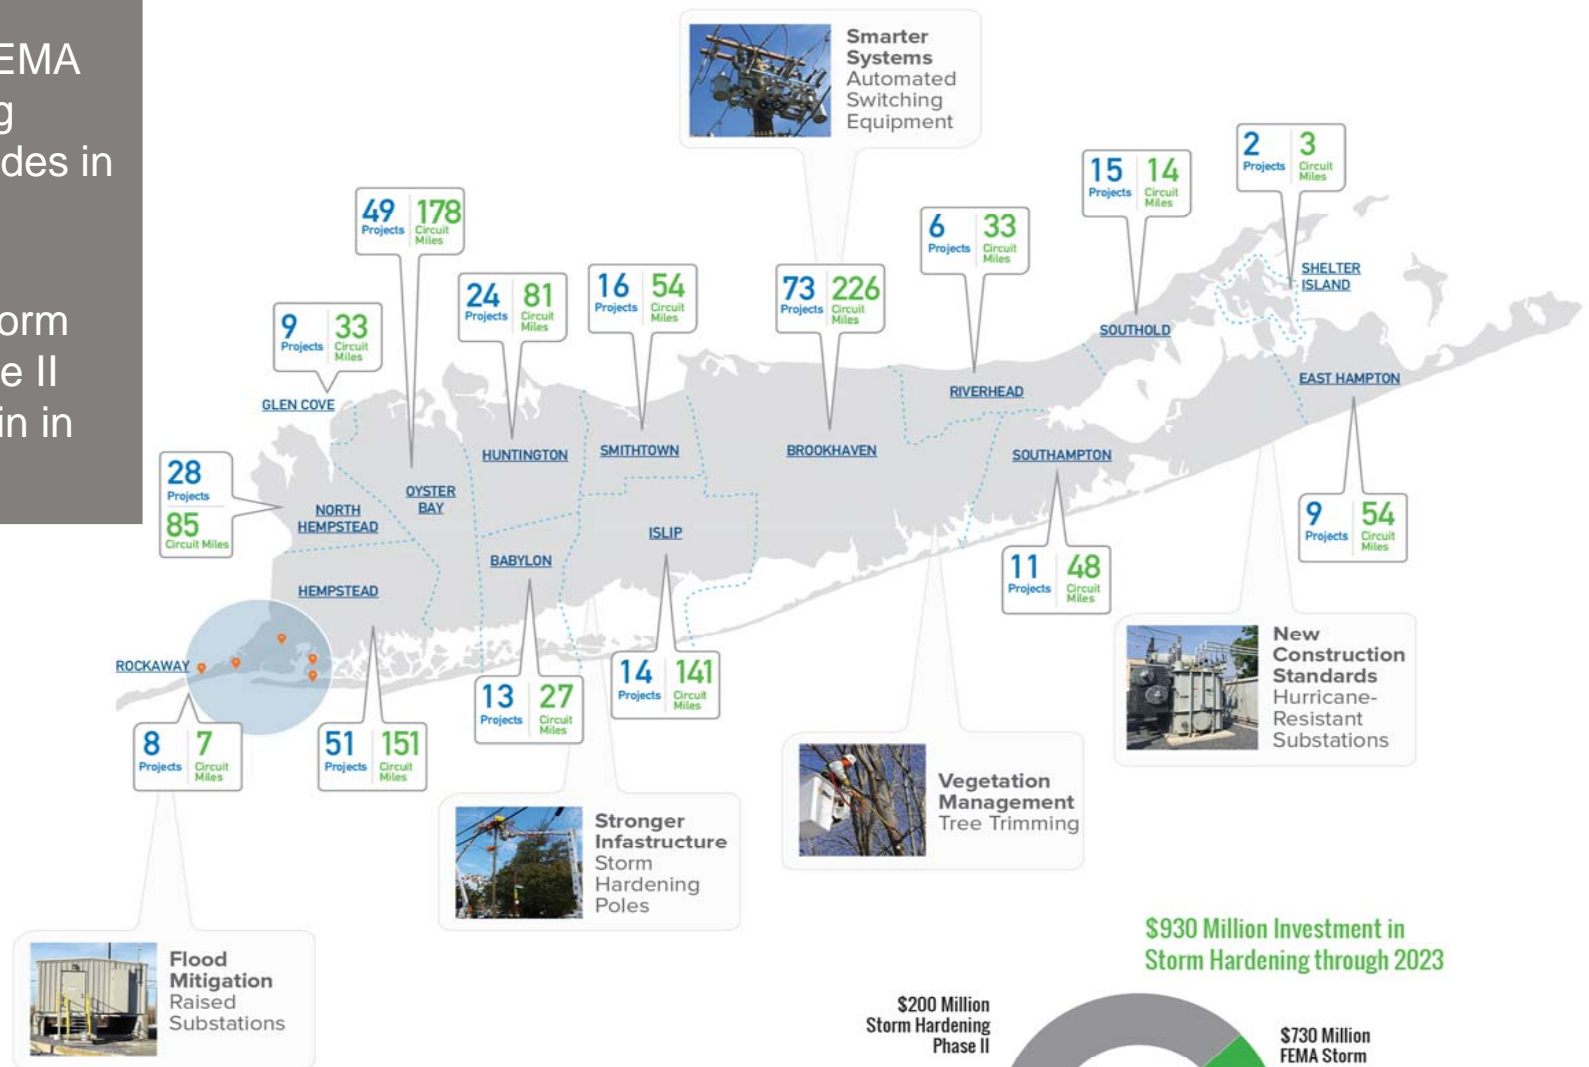 EMA
des in
orm
e II
in in
Smarter
Systems
Automated
Switching
Equipment
2
Projects
3
Circuit
Miles
15
Projects
14
Circuit
Miles
49
Projects
178
Circuit
Miles
6
Projects
33
Circuit
Miles
24
Projects
81
Circuit
Miles
16
Projects
54
Circuit
Miles
73
Projects
226
Circuit
Miles
9
Projects
33
Circuit
Miles
SHELTER
ISLAND
SOUTHOLD
EAST HAMPTON
RIVERHEAD
GLEN COVE
HUNTINGTON
SMITHTOWN
BROOKHAVEN
SOUTHAMPTON
28
Projects
85
Circuit Miles
OYSTER
BAY
NORTH
HEMPSTEAD
ISLIP
BABYLON
HEMPSTEAD
9
Projects
54
Circuit
Miles
11
Projects
48
Circuit
Miles
ROCKAWAY
14
Projects
141
Circuit
Miles
13
Projects
27
Circuit
Miles
8
Projects
7
Circuit
Miles
51
Projects
151
Circuit
Miles
New
Construction
Standards
Hurricane-
Resistant
Substations
Vegetation
Management
Tree Trimming
Stronger
Infastructure
Storm
Hardening
Poles
Flood
Mitigation
Raised
Substations
$930 Million Investment in
Storm Hardening through 2023
$200 Million
Storm Hardening
Phase II
$730 Million
FEMA Storm